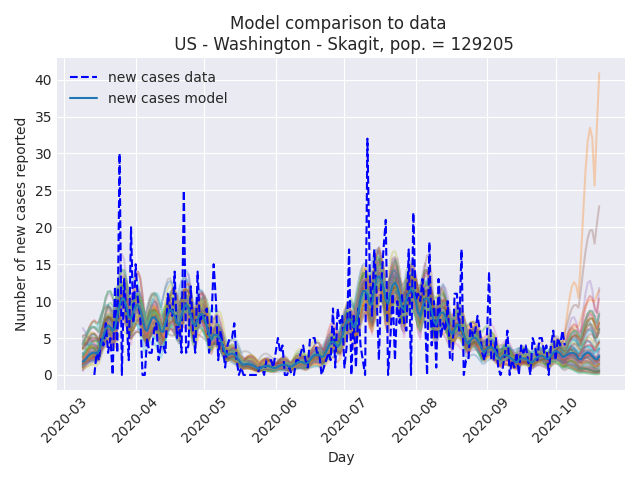 Model comparison to data
US - Washington - Skagit, pop. = 129205
new cases data
new cases model
Number of new cases reported
40
35
30
25
20
15
10
5
0
2020-03
2020-04
2020-05
2020-06
2020-07
2020-08
2020-09
2020-10
Day